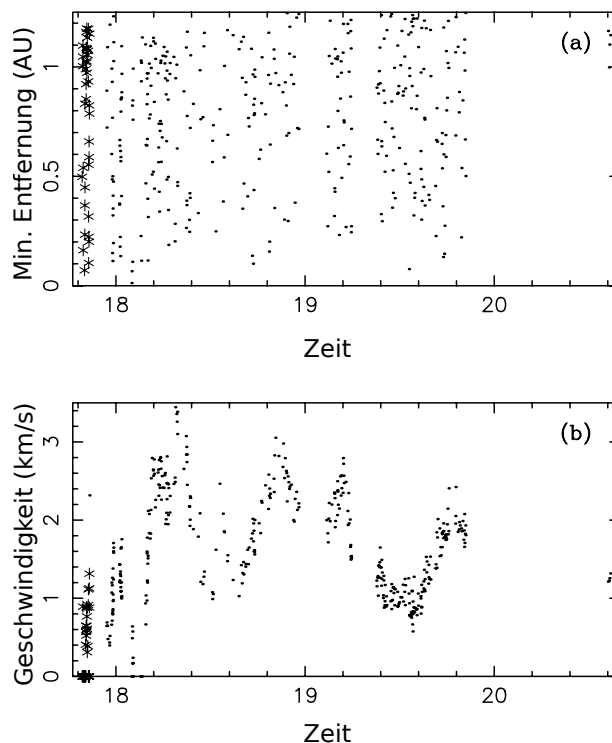 1
0.5
0
Min. Entfernung (AU)
(a)
18
19
20
Zeit
3
2
1
0
Geschwindigkeit (km/s)
(b)
18
19
20
Zeit